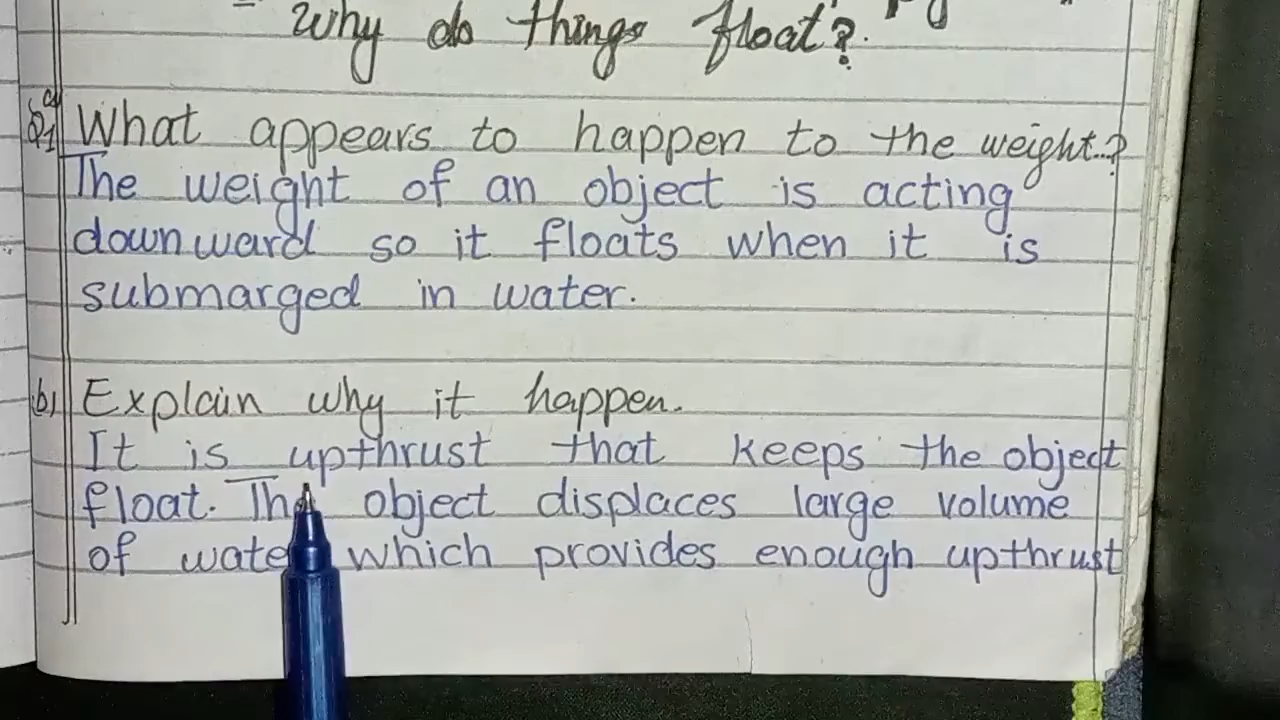 Why do things float?
Q1 a What appears to happen to the weight?
The weight of an object is acting
downward so it floats when it is
submarged in water.
b) Explain why it happen.
It is upthrust that keeps the object
float. The object displaces large volume
of water which provides enough upthrust